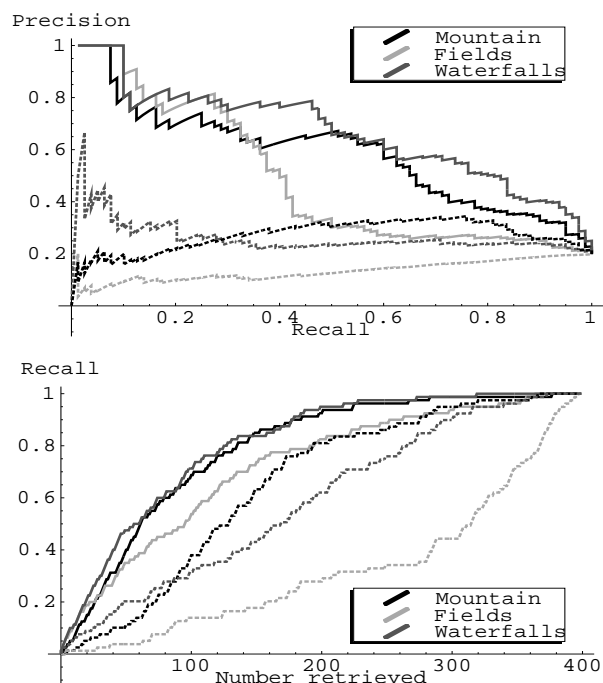 Precision
1
0.8
0.6
0.4
0.2
0.2 0.4 0.6 0.8 1
Recall
Mountain
Fields
Waterfalls
Recall
1
0.8
0.6
0.4
0.2
100 200 300 400
Number retrieved
Mountain
Fields
Waterfalls